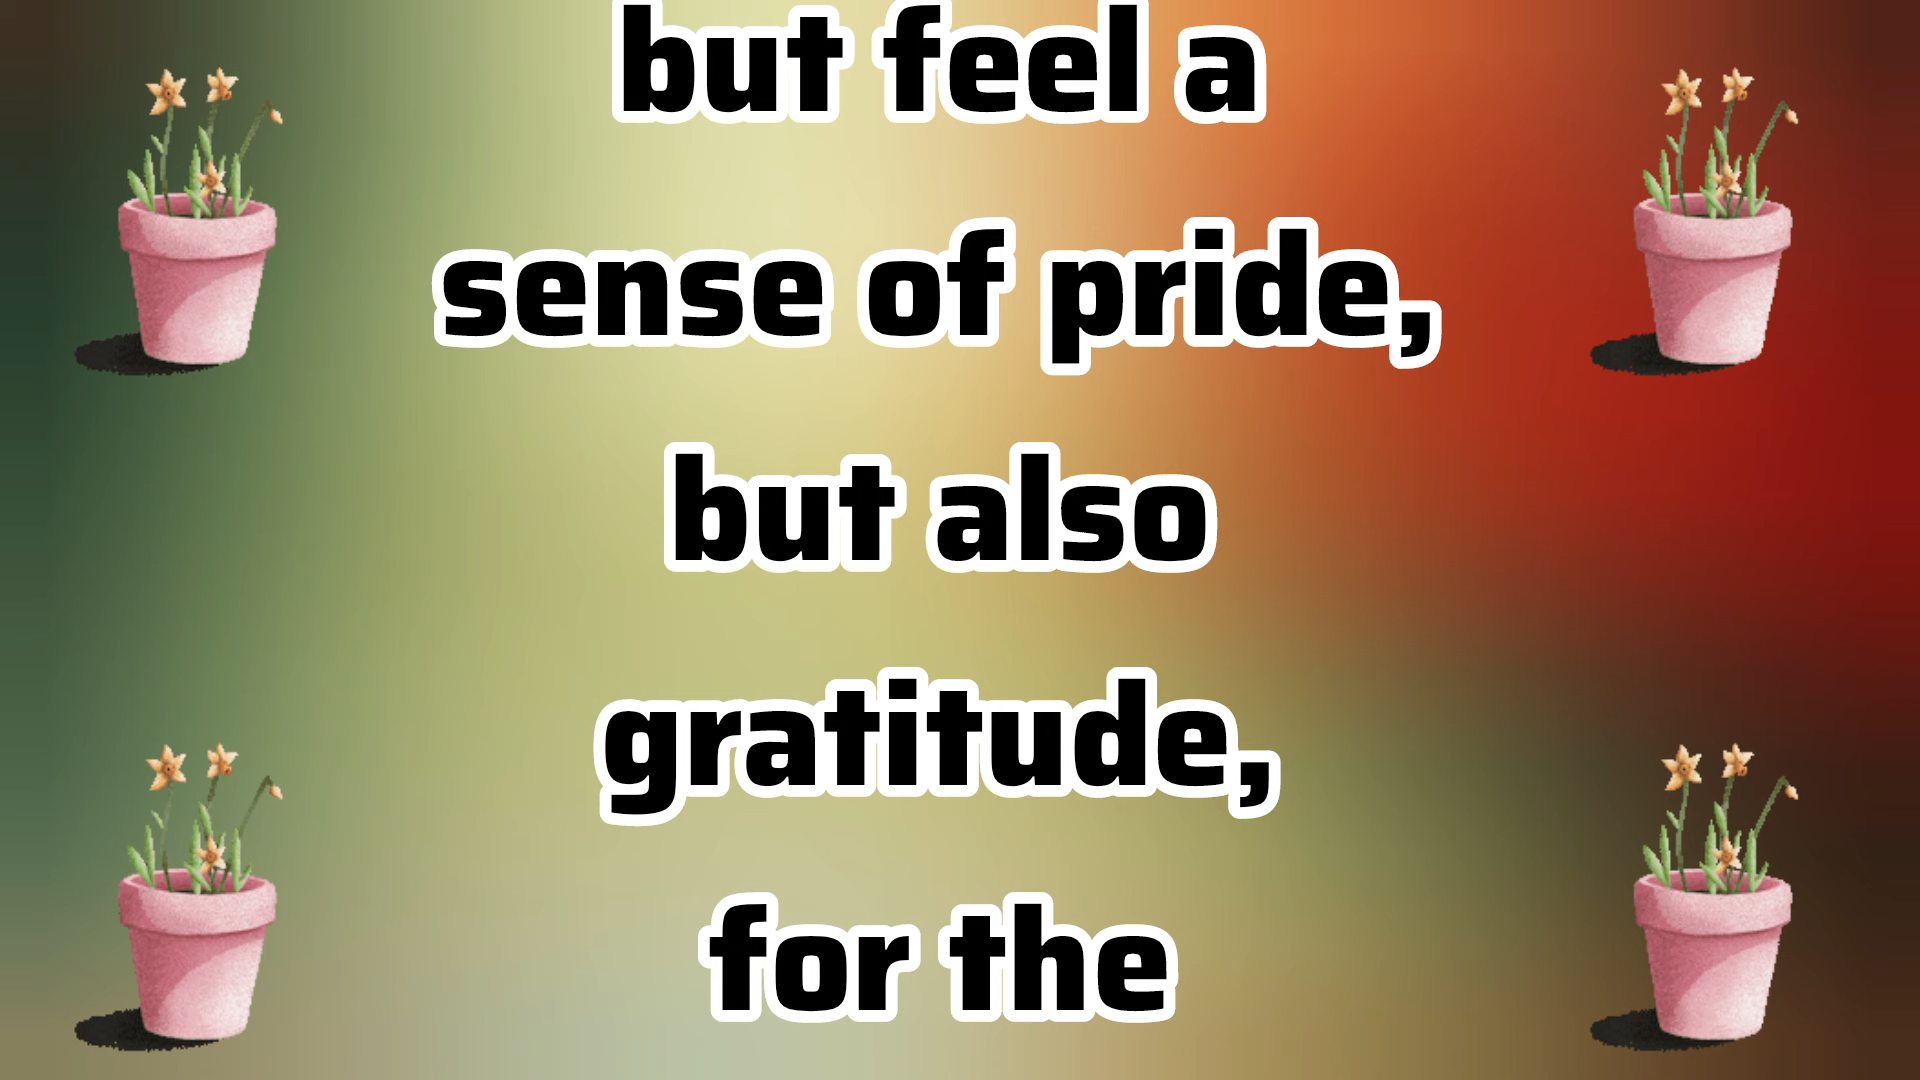 but feel a
sense of pride,
but also
gratitude,
for the